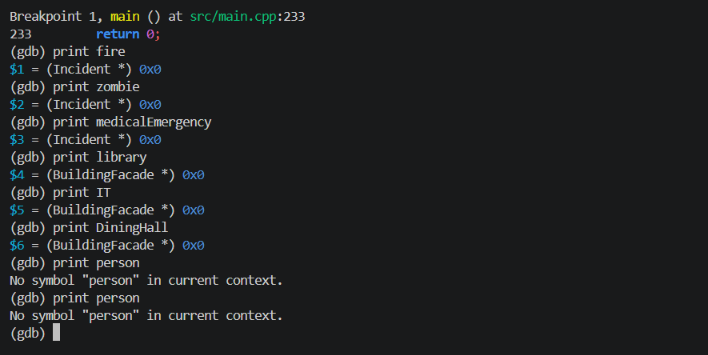 Breakpoint 1, main () at src/main.cpp:233
233         return 0;
(gdb) print fire
$1 = (Incident *) 0x0
(gdb) print zombie
$2 = (Incident *) 0x0
(gdb) print medicalEmergency
$3 = (Incident *) 0x0
(gdb) print library
$4 = (BuildingFacade *) 0x0
(gdb) print IT
$5 = (BuildingFacade *) 0x0
(gdb) print DiningHall
$6 = (BuildingFacade *) 0x0
(gdb) print person
No symbol "person" in current context.
(gdb) print person
No symbol "person" in current context.
(gdb)